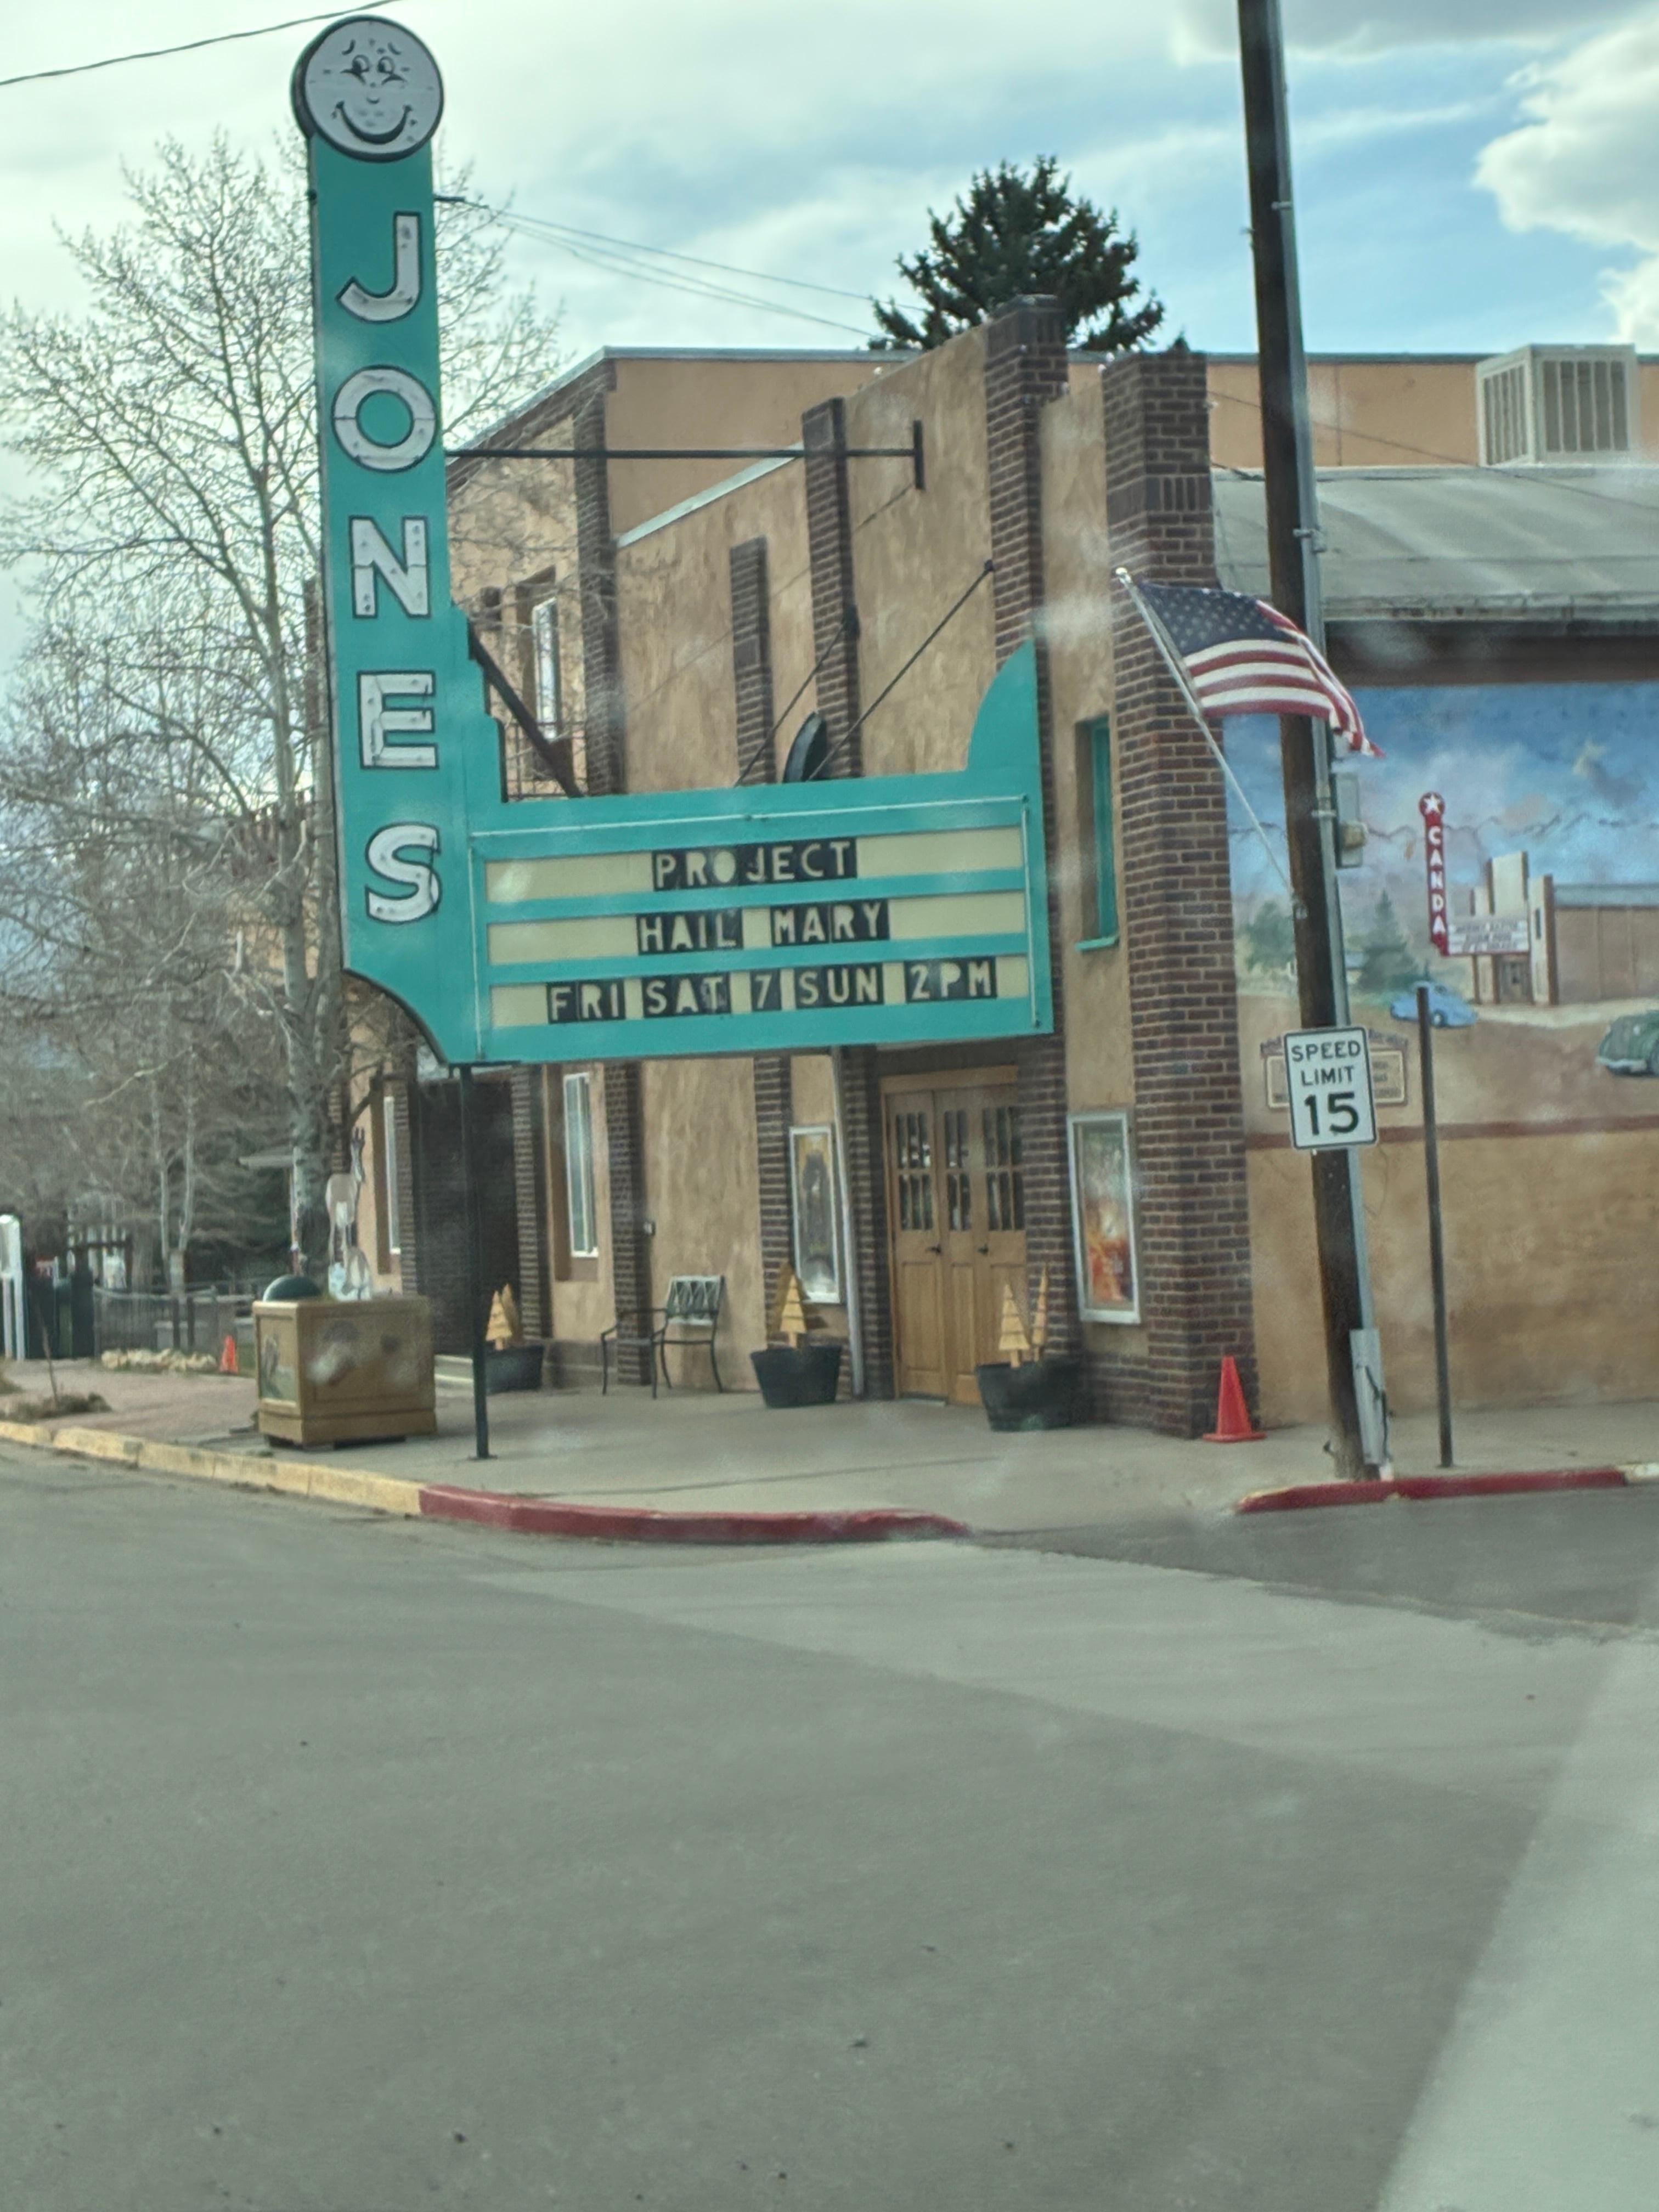 JONES
PROJECT
HAIL MARY
FRI SAT 7 SUN 2PM
CANDA
SPEED
LIMIT
15